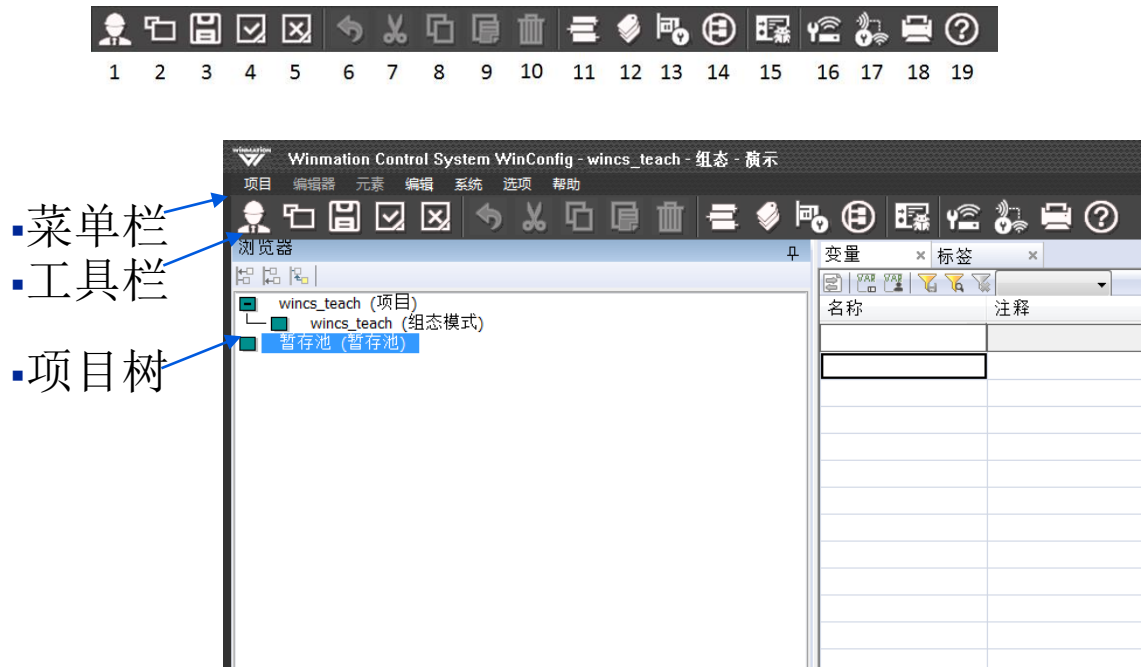 1 2 3 4 5 6 7 8 9 10 11 12 13 14 15 16 17 18 19
winmation
Winmation Control System WinConfig - wincs_teach - 组态 - 演示
项目 编辑器 元素 编辑 系统 选项 帮助
▪菜单栏
▪工具栏
▪项目树
浏览器
wincs_teach (项目)
wincs_teach (组态模式)
暂存池 (暂存池)
变量 × 标签 ×
VAR VAR
名称 注释